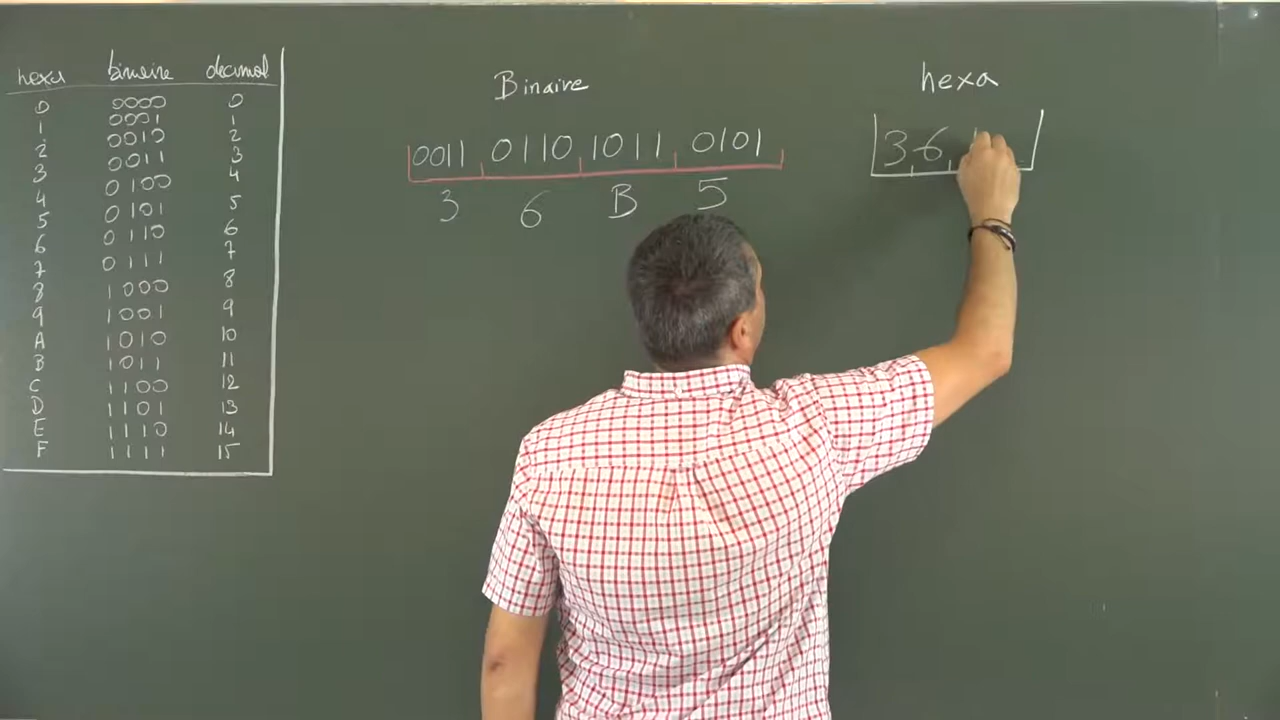 hexa binaire decimal
0 0000 0
1 0001 1
2 0010 2
3 0011 3
4 0100 4
5 0101 5
6 0110 6
7 0111 7
8 1000 8
9 1001 9
A 1010 10
B 1011 11
C 1100 12
D 1101 13
E 1110 14
F 1111 15
Binaire
0011 0110 1011 0101
3 6 B 5
hexa
3 6